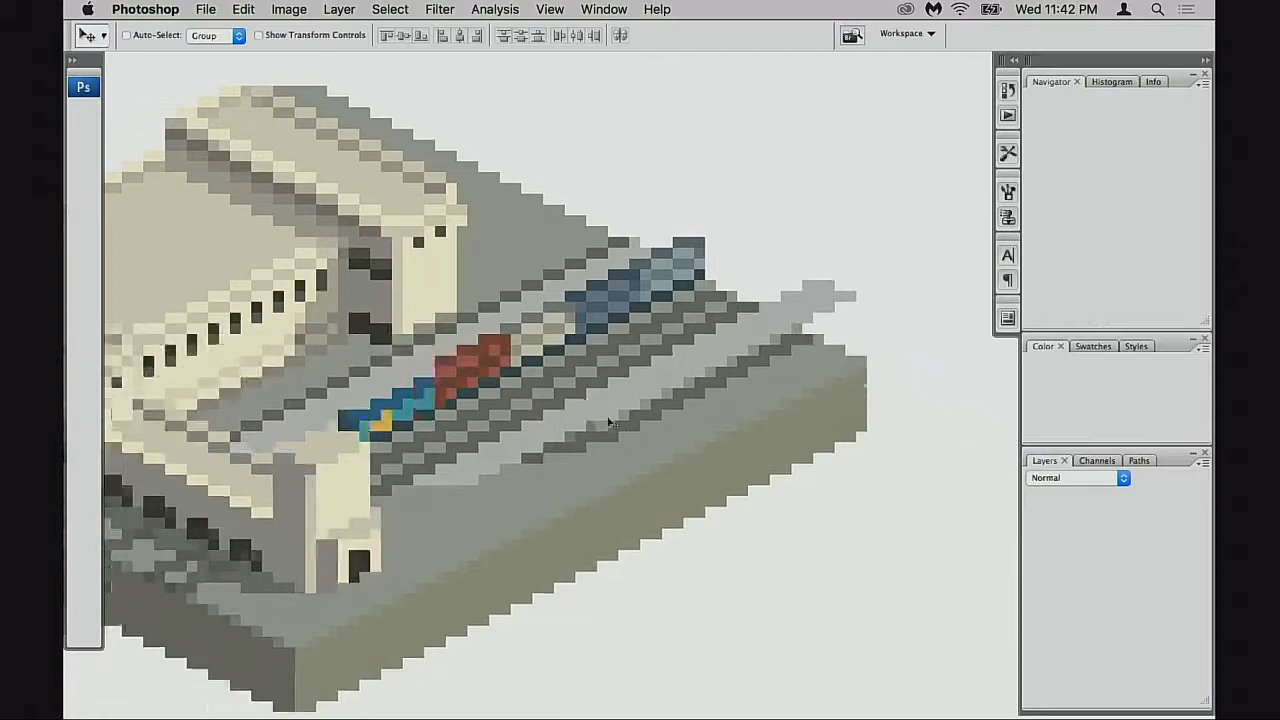 Photoshop File Edit Image Layer Select Filter Analysis View Window Help Wed 11:42 PM
Auto-Select: Group Show Transform Controls Workspace
Ps
Navigator Histogram Info
Color Swatches Styles
Layers Channels Paths
Normal